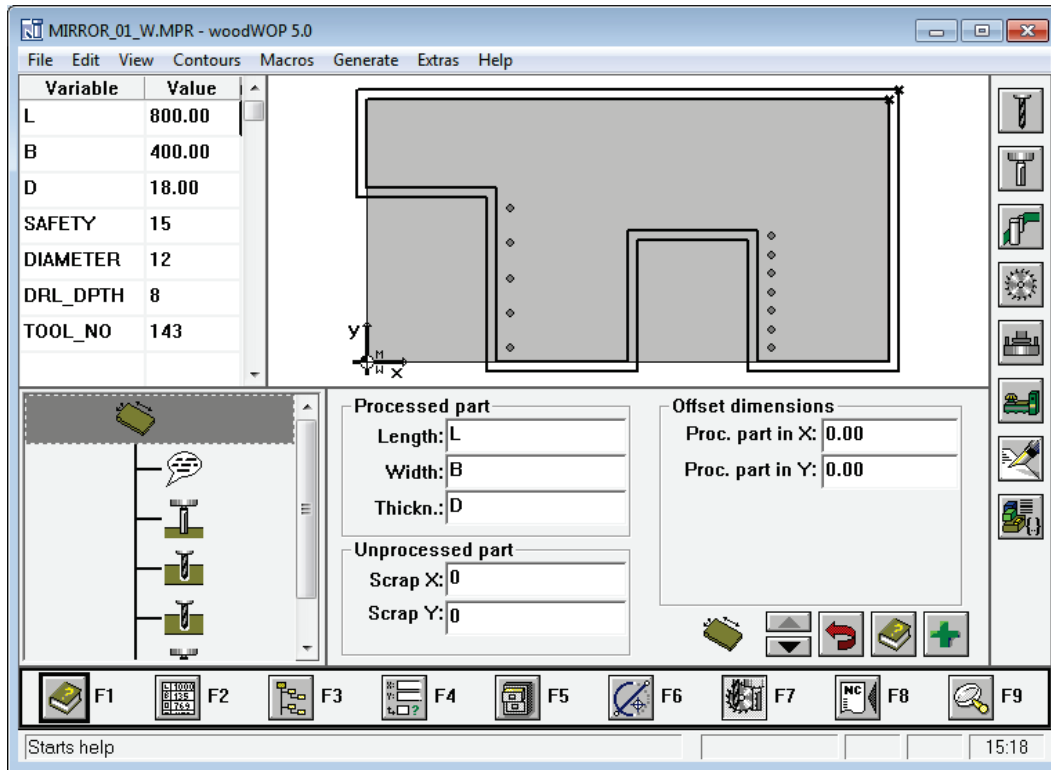 MIRROR_01_W.MPR - woodWOP 5.0
File Edit View Contours Macros Generate Extras Help
Variable Value
L 800.00
B 400.00
D 18.00
SAFETY 15
DIAMETER 12
DRL_DPTH 8
TOOL_NO 143
Y
M
W
X
Processed part
Length: L
Width: B
Thickn.: D
Unprocessed part
Scrap X: 0
Scrap Y: 0
Offset dimensions
Proc. part in X: 0.00
Proc. part in Y: 0.00
F1 F2 F3 F4 F5 F6 F7 NC F8 F9
Starts help 15:18